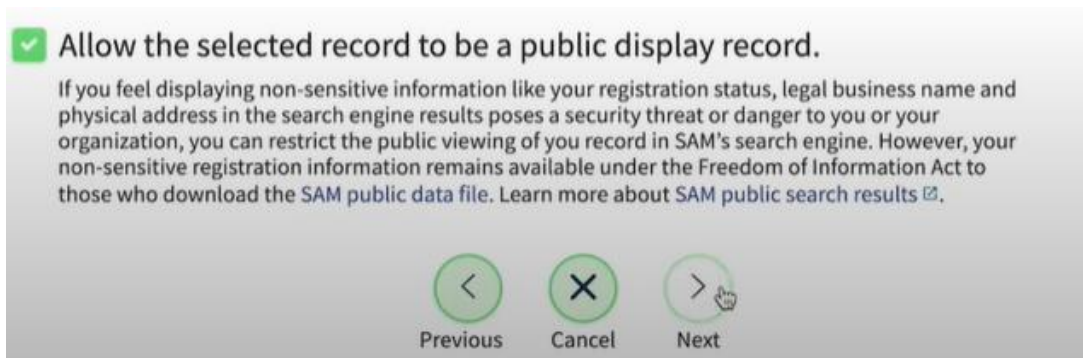 Allow the selected record to be a public display record.
If you feel displaying non-sensitive information like your registration status, legal business name and
physical address in the search engine results poses a security threat or danger to you or your
organization, you can restrict the public viewing of you record in SAM's search engine. However, your
non-sensitive registration information remains available under the Freedom of Information Act to
those who download the SAM public data file. Learn more about SAM public search results.
Previous Cancel Next